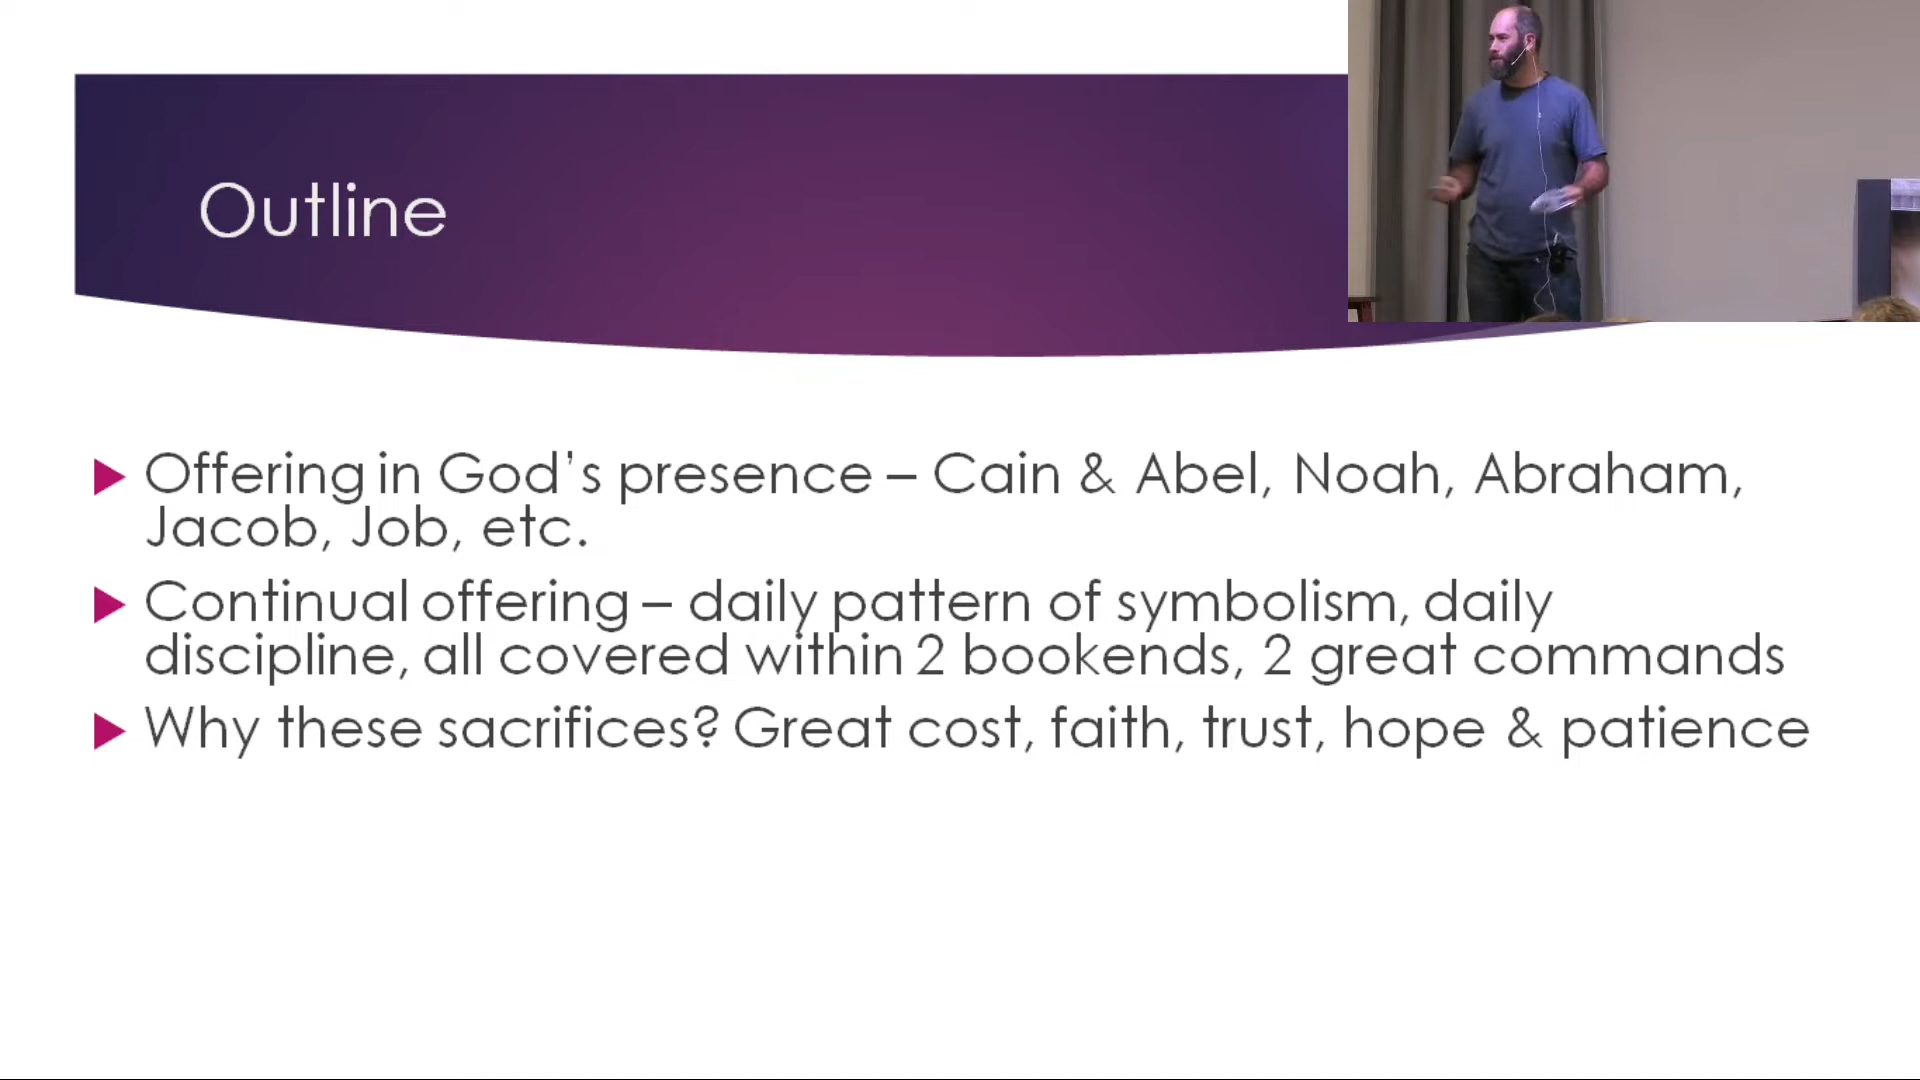 Outline
Offering in God's presence – Cain & Abel, Noah, Abraham,
Jacob, Job, etc.
Continual offering – daily pattern of symbolism, daily
discipline, all covered within 2 bookends, 2 great commands
Why these sacrifices? Great cost, faith, trust, hope & patience